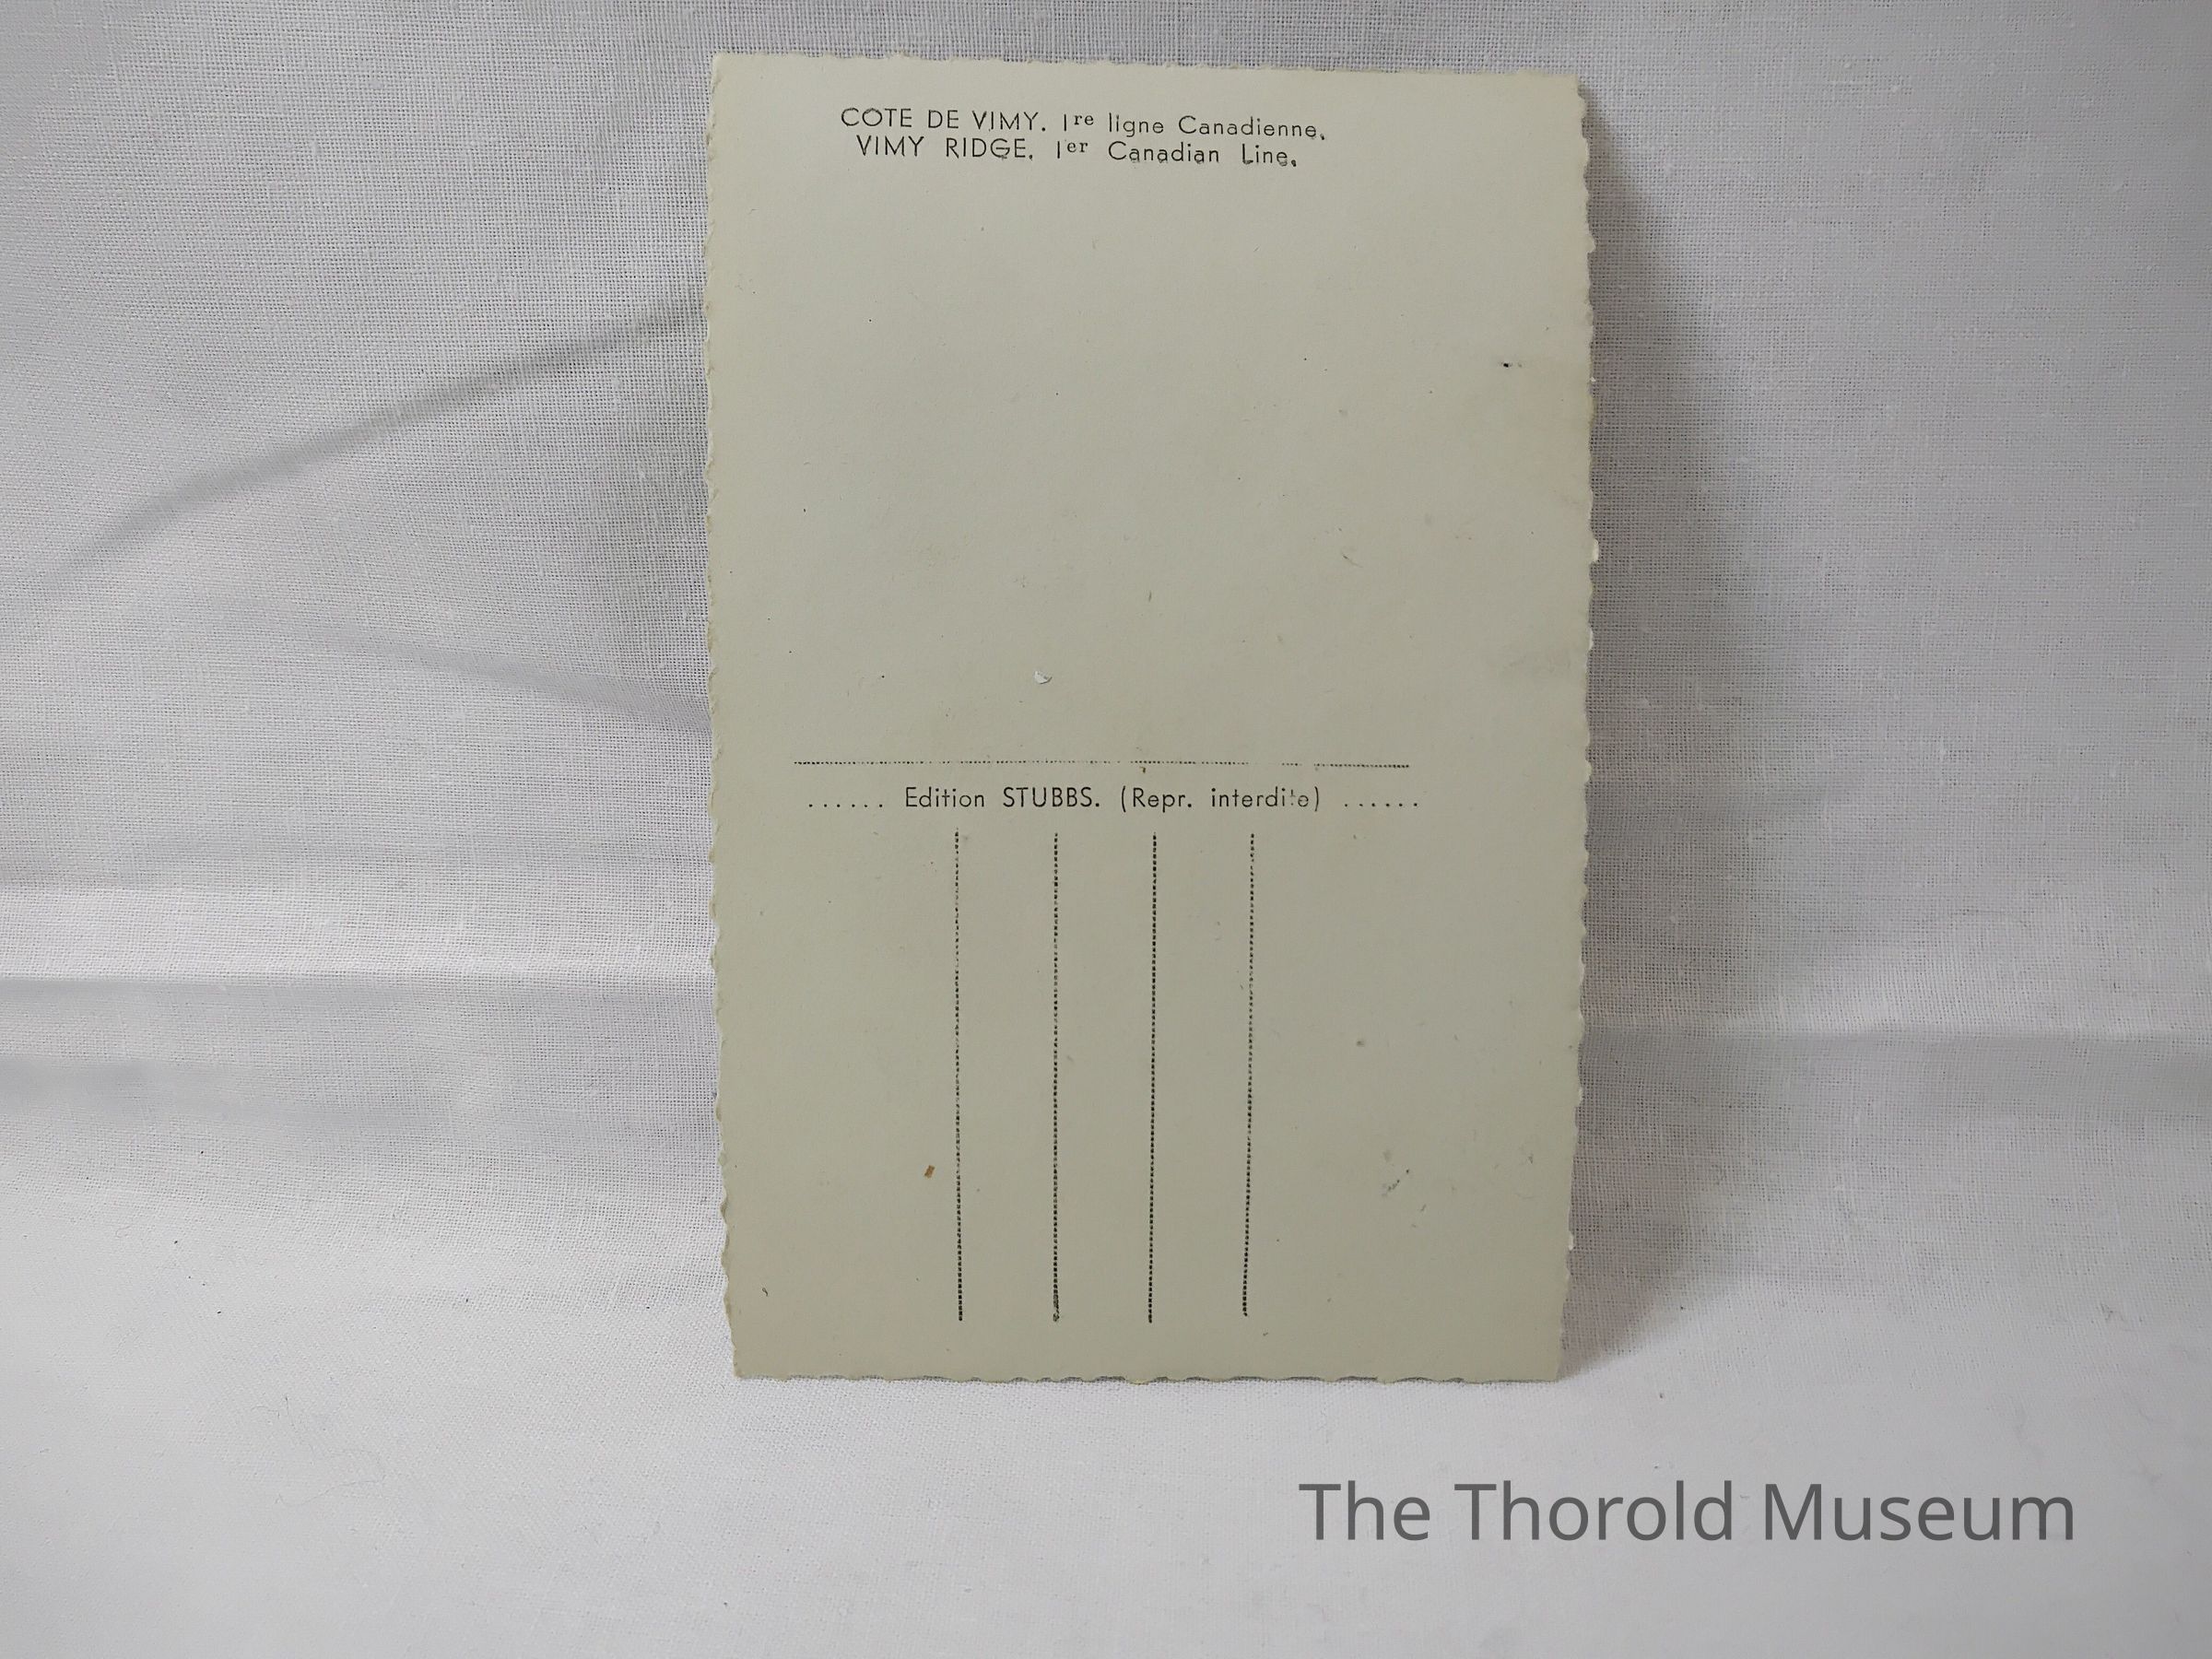 COTE DE VIMY. 1re ligne Canadienne.
VIMY RIDGE. 1er Canadian Line.
...... Edition STUBBS. (Repr. interdite) ......
The Thorold Museum